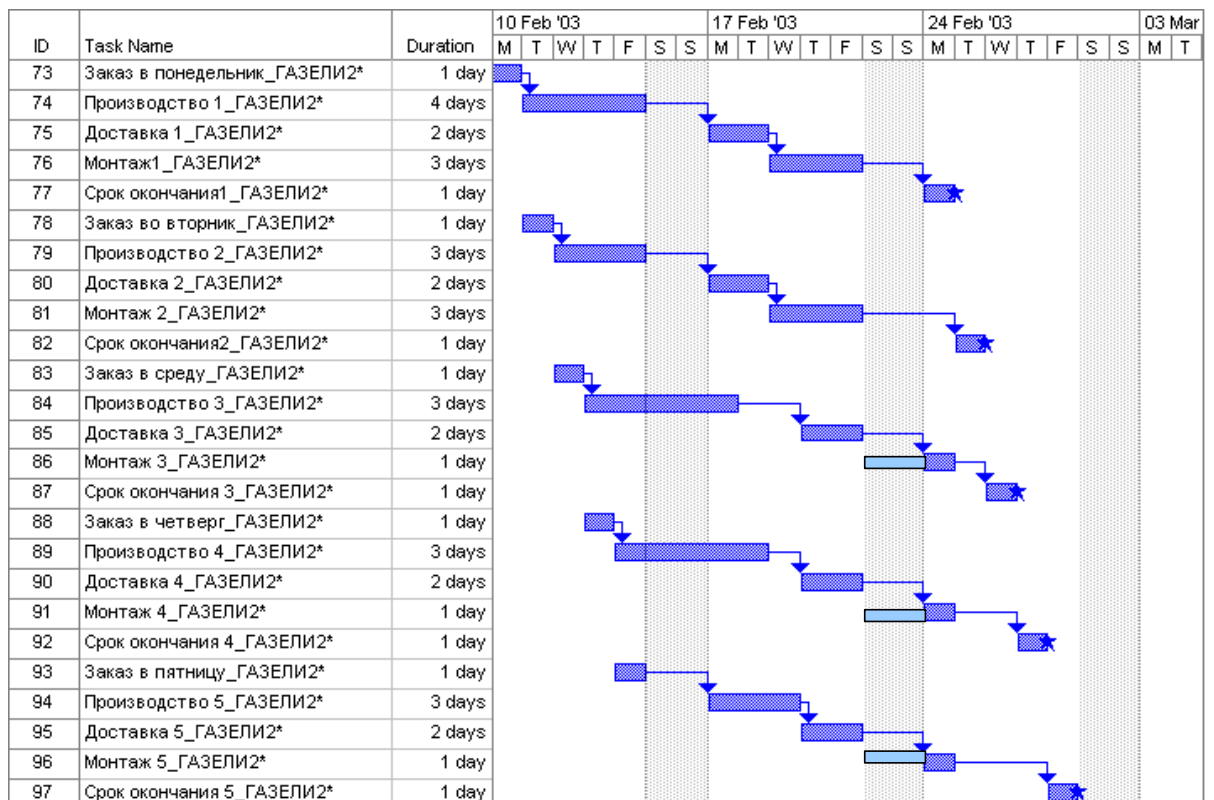 10 Feb '03 17 Feb '03 24 Feb '03 03 Mar
ID Task Name Duration M T W T F S S M T W T F S S M T W T F S S M T
73 Заказ в понедельник_ГАЗЕЛИ2* 1 day
74 Производство 1_ГАЗЕЛИ2* 4 days
75 Доставка 1_ГАЗЕЛИ2* 2 days
76 Монтаж1_ГАЗЕЛИ2* 3 days
77 Срок окончания1_ГАЗЕЛИ2* 1 day
78 Заказ во вторник_ГАЗЕЛИ2* 1 day
79 Производство 2_ГАЗЕЛИ2* 3 days
80 Доставка 2_ГАЗЕЛИ2* 2 days
81 Монтаж 2_ГАЗЕЛИ2* 3 days
82 Срок окончания2_ГАЗЕЛИ2* 1 day
83 Заказ в среду_ГАЗЕЛИ2* 1 day
84 Производство 3_ГАЗЕЛИ2* 3 days
85 Доставка 3_ГАЗЕЛИ2* 2 days
86 Монтаж 3_ГАЗЕЛИ2* 1 day
87 Срок окончания 3_ГАЗЕЛИ2* 1 day
88 Заказ в четверг_ГАЗЕЛИ2* 1 day
89 Производство 4_ГАЗЕЛИ2* 3 days
90 Доставка 4_ГАЗЕЛИ2* 2 days
91 Монтаж 4_ГАЗЕЛИ2* 1 day
92 Срок окончания 4_ГАЗЕЛИ2* 1 day
93 Заказ в пятницу_ГАЗЕЛИ2* 1 day
94 Производство 5_ГАЗЕЛИ2* 3 days
95 Доставка 5_ГАЗЕЛИ2* 2 days
96 Монтаж 5_ГАЗЕЛИ2* 1 day
97 Срок окончания 5_ГАЗЕЛИ2* 1 day